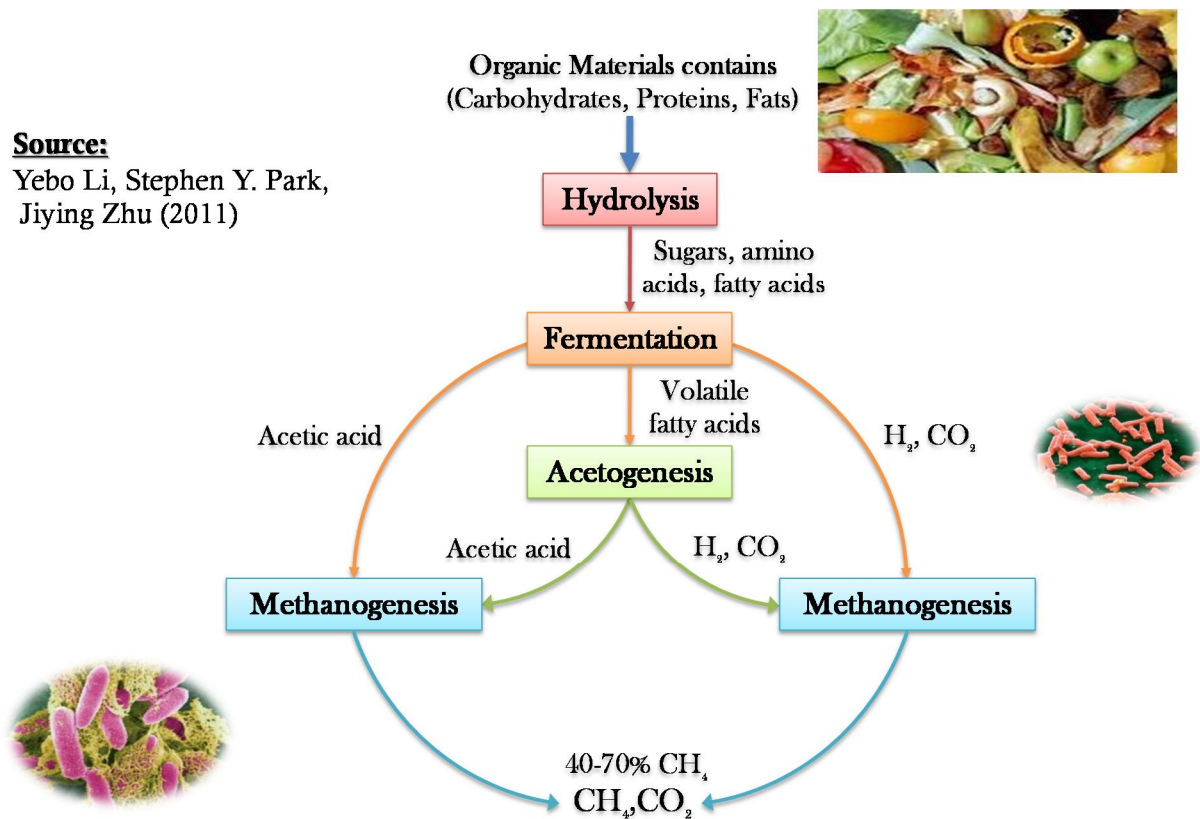 Organic Materials contains
(Carbohydrates, Proteins, Fats)
Source:
Yebo Li, Stephen Y. Park,
Jiying Zhu (2011)
Hydrolysis
Sugars, amino
acids, fatty acids
Fermentation
Volatile
fatty acids
Acetic acid
H₂, CO₂
Acetogenesis
Acetic acid
H₂, CO₂
Methanogenesis
Methanogenesis
40-70% CH₄
CH₄,CO₂